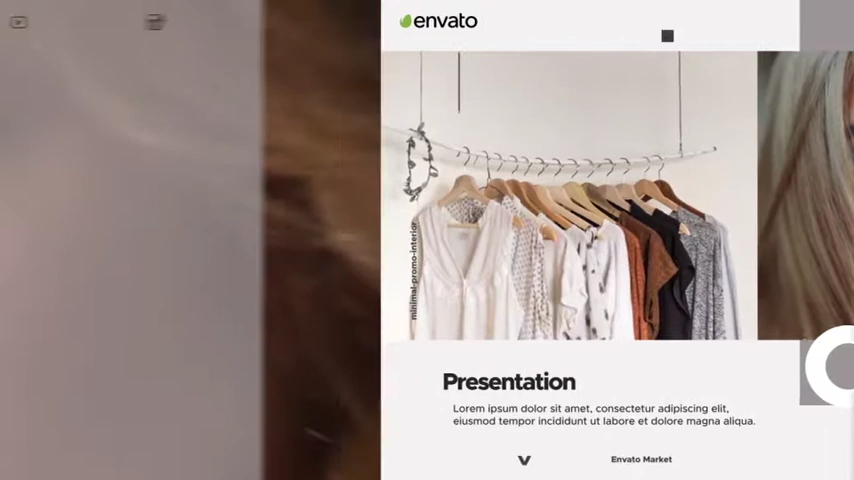 envato
minimal-promo-interior
Presentation
Lorem ipsum dolor sit amet, consectetur adipiscing elit,
eiusmod tempor incididunt ut labore et dolore magna aliqua.
Envato Market